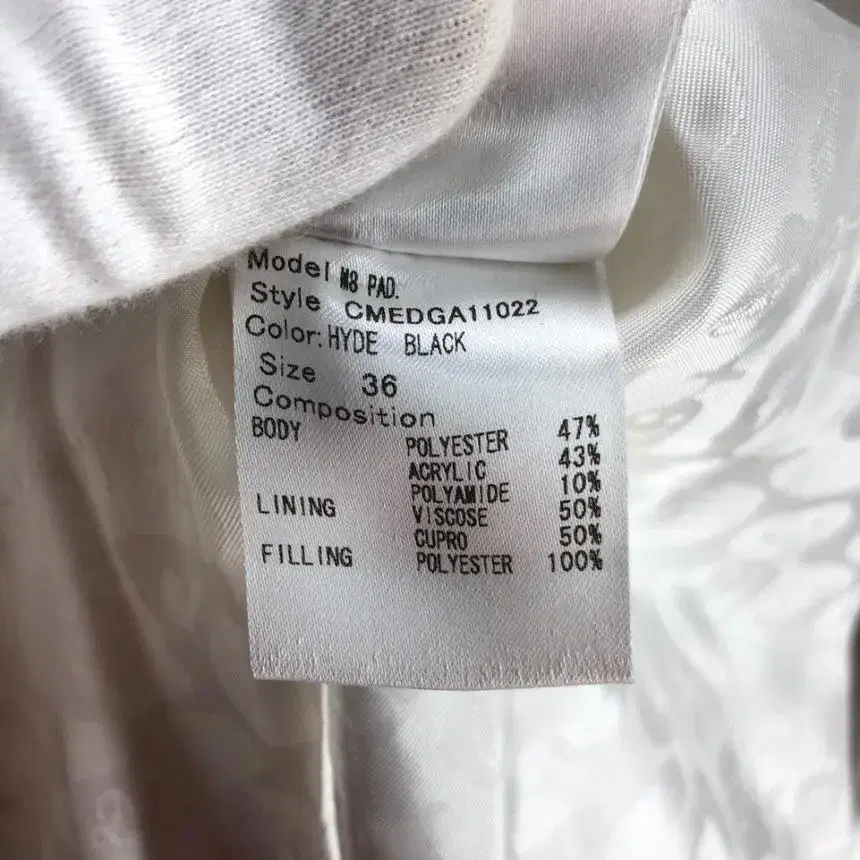 Model M8 PAD.
Style CMEDGA11022
Color: HYDE BLACK
Size 36
Composition
BODY POLYESTER 47%
ACRYLIC 43%
POLYAMIDE 10%
LINING VISCOSE 50%
CUPRO 50%
FILLING POLYESTER 100%